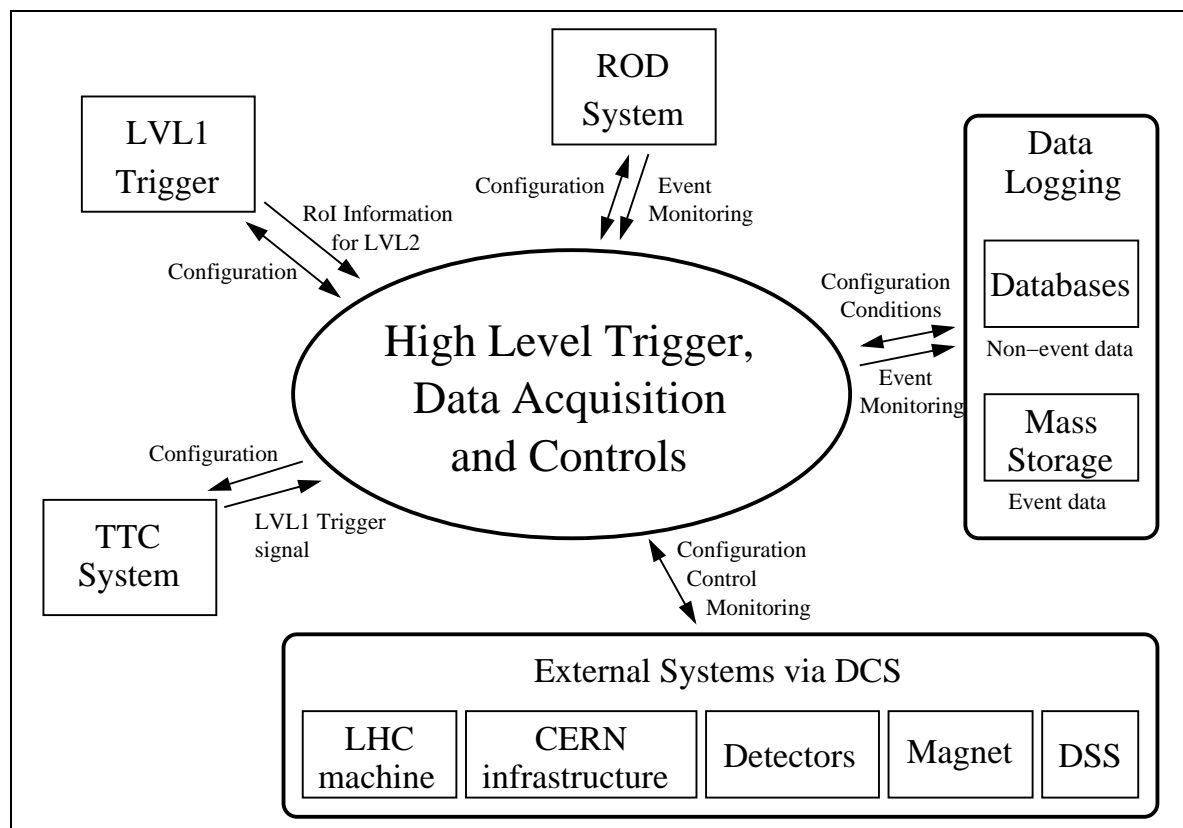 ROD
System
LVL1
Trigger
Configuration
Event
Monitoring
RoI Information
for LVL2
Configuration
Data
Logging
Databases
Non−event data
Mass
Storage
Event data
Configuration
Conditions
Event
Monitoring
High Level Trigger,
Data Acquisition
and Controls
Configuration
LVL1 Trigger
signal
TTC
System
Configuration
Control
Monitoring
External Systems via DCS
LHC
machine
CERN
infrastructure
Detectors
Magnet
DSS